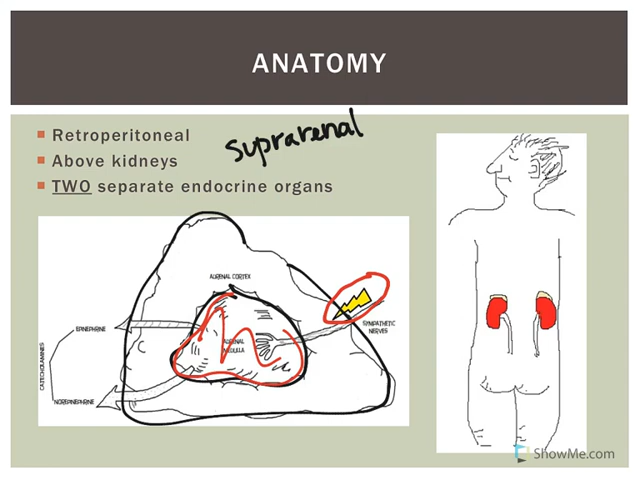 ANATOMY
Retroperitoneal
suprarenal
Above kidneys
TWO separate endocrine organs
ADRENAL CORTEX
SYMPATHETIC
NERVES
EPINEPHRINE
ADRENAL
MEDULLA
CATECHOLAMINES
NOREPINEPHRINE
ShowMe.com